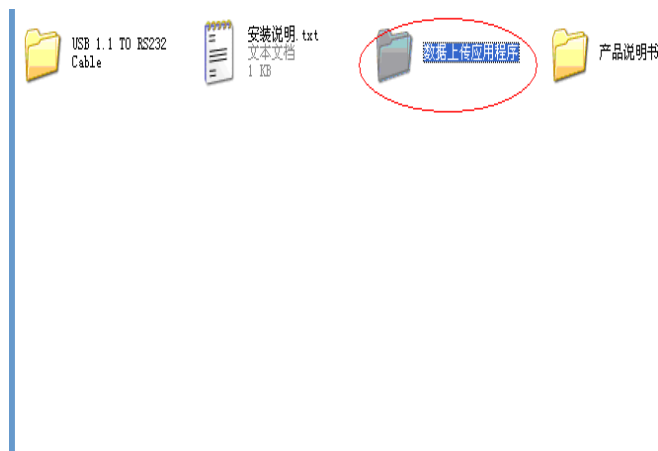 USB 1.1 TO RS232
Cable
安装说明.txt
文本文档
1 KB
数据上传应用程序
产品说明书